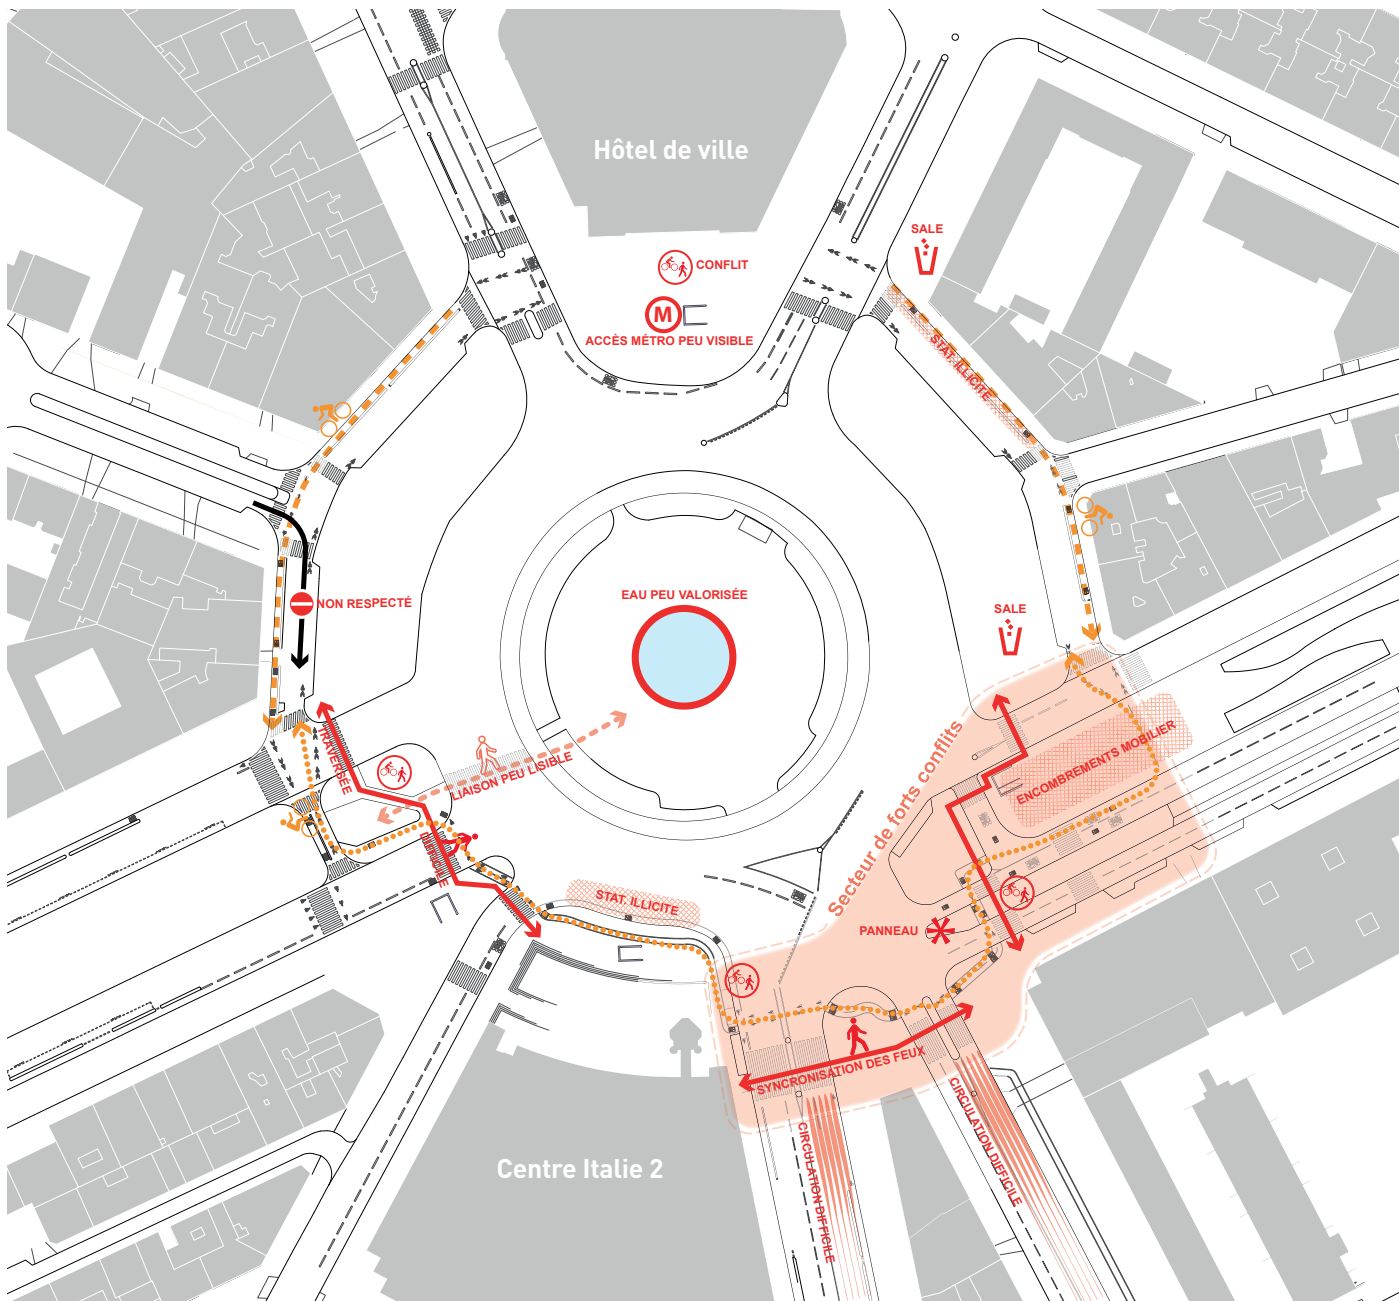 Hôtel de ville
SALE
CONFLIT
M
ACCÈS MÉTRO PEU VISIBLE
STAT. ILLICITE
EAU PEU VALORISÉE
NON RESPECTÉ
SALE
TRAVERSÉE
LIAISON PEU LISIBLE
DIFFICILE
Secteur de forts conflits
ENCOMBREMENTS MOBILIER
STAT. ILLICITE
PANNEAU
SYNCRONISATION DES FEUX
CIRCULATION DIFFICILE
CIRCULATION DIFFICILE
Centre Italie 2